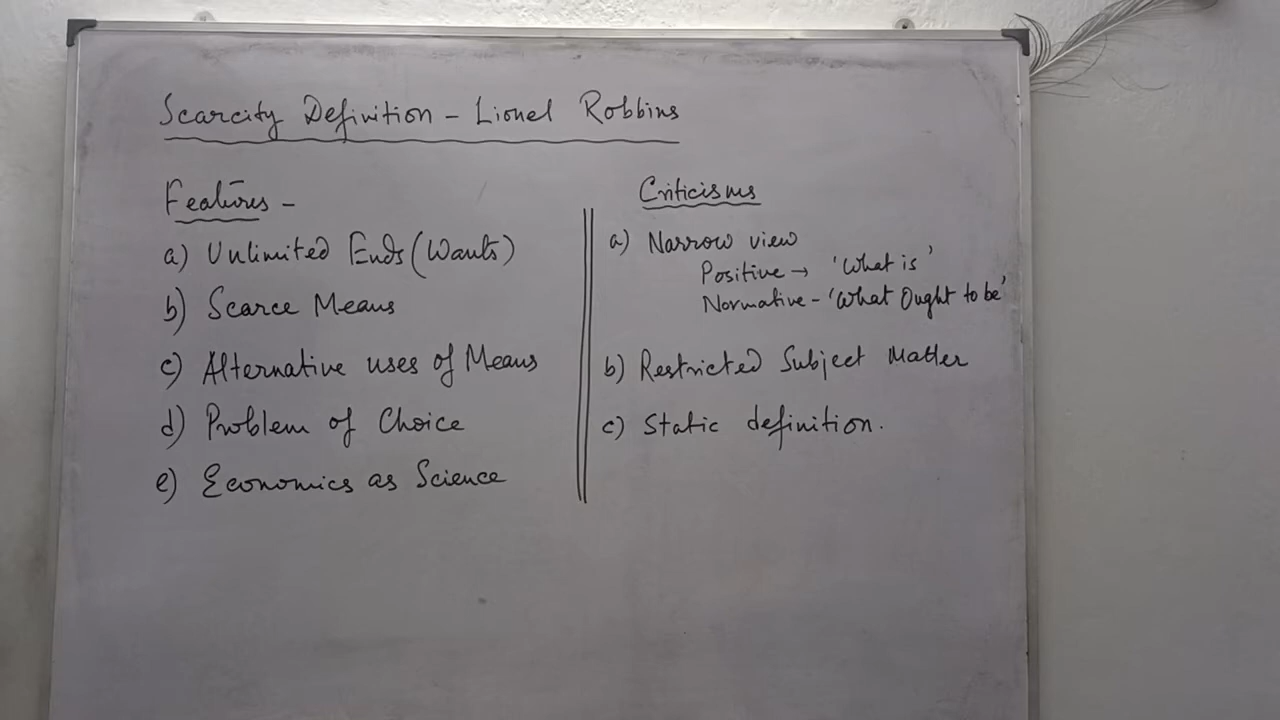 Scarcity Definition - Lionel Robbins
Features -
a) Unlimited Ends (Wants)
b) Scarce Means
c) Alternative uses of Means
d) Problem of Choice
e) Economics as Science
Criticisms
a) Narrow view
Positive → 'What is'
Normative - 'What Ought to be'
b) Restricted Subject Matter
c) Static definition.